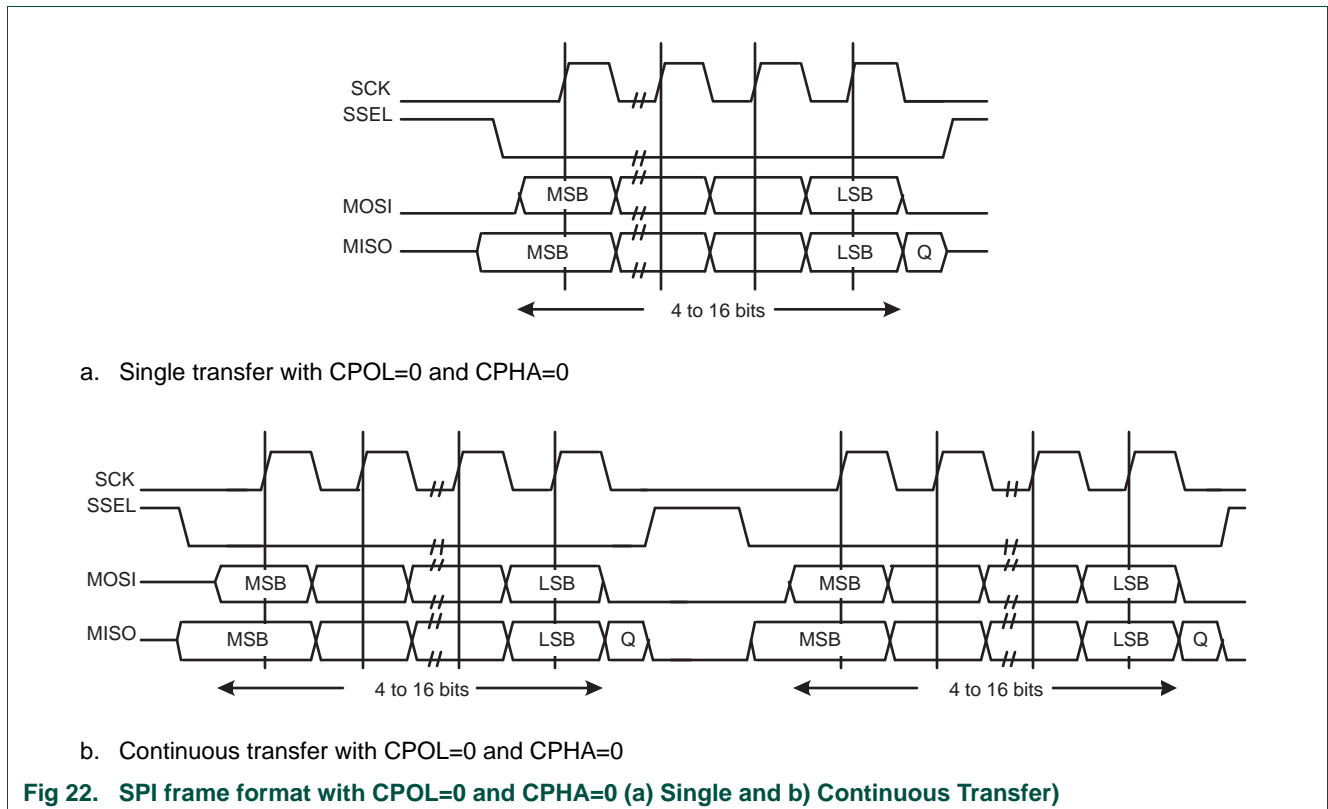 SCK
SSEL
MOSI
MSB
LSB
MISO
MSB
LSB
Q
4 to 16 bits
a. Single transfer with CPOL=0 and CPHA=0
SCK
SSEL
MOSI
MSB
LSB
MSB
LSB
MISO
MSB
LSB
Q
MSB
LSB
Q
4 to 16 bits
4 to 16 bits
b. Continuous transfer with CPOL=0 and CPHA=0
Fig 22. SPI frame format with CPOL=0 and CPHA=0 (a) Single and b) Continuous Transfer)